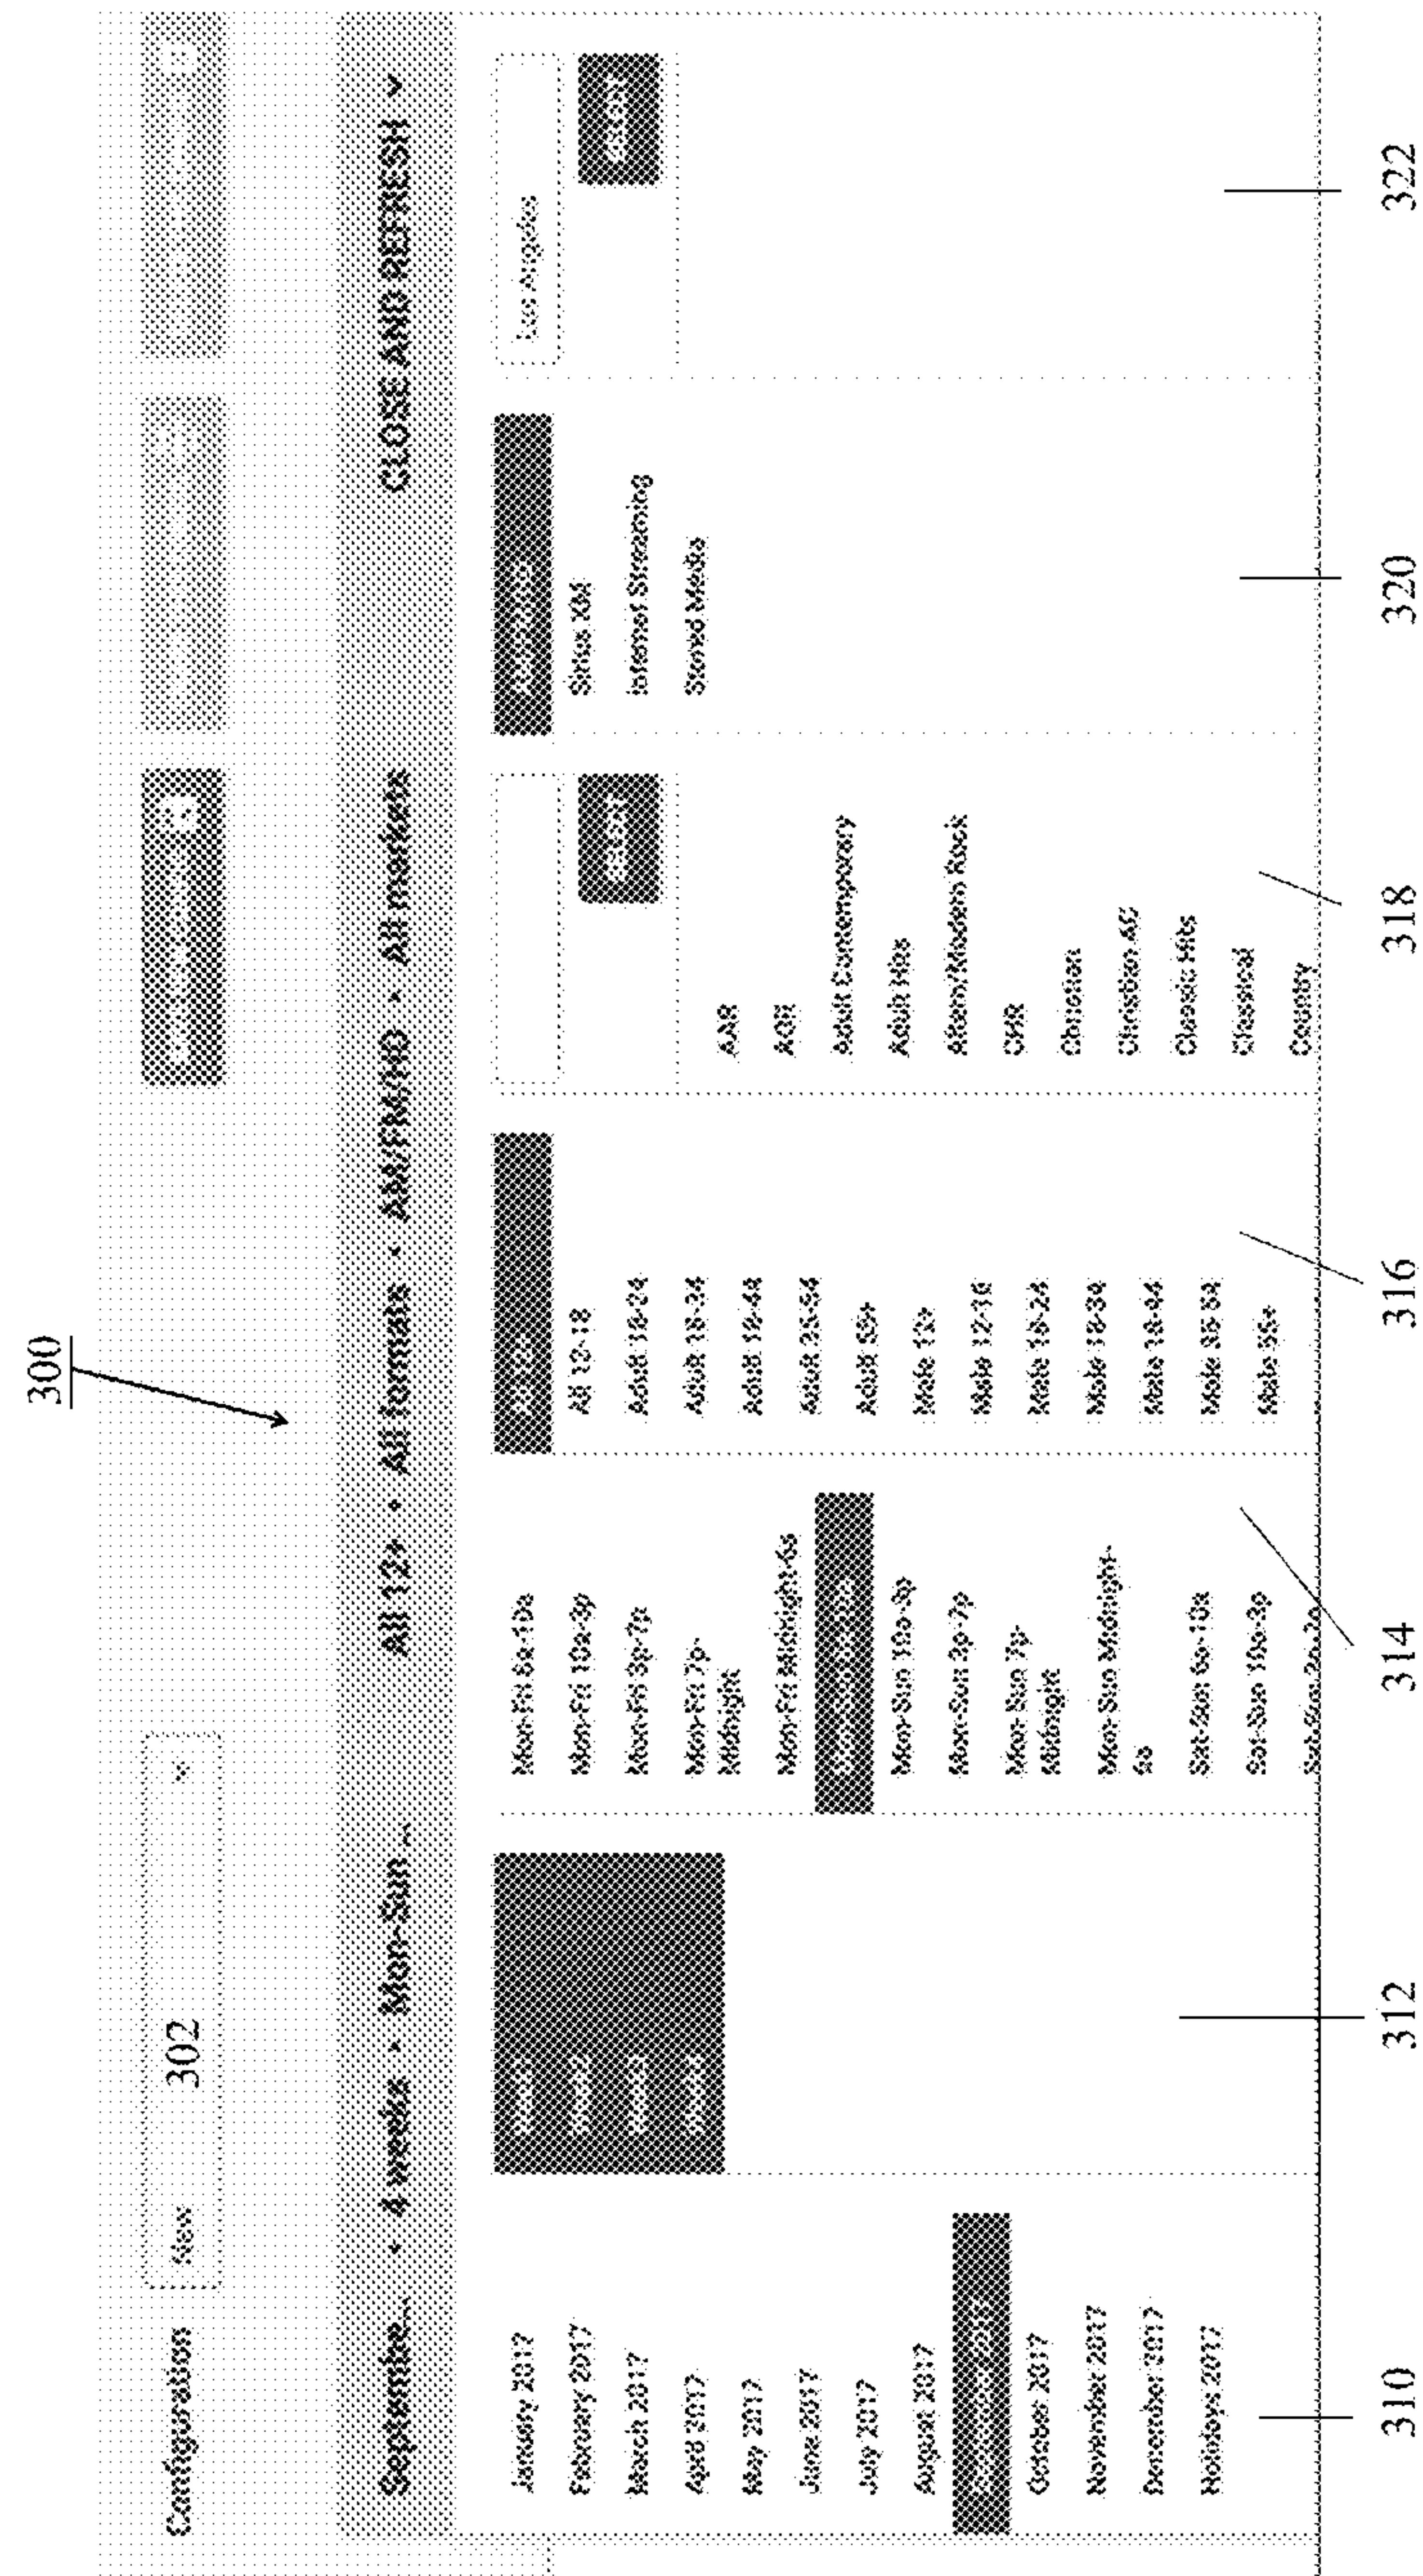 300
Configuration
New
302
Septembe...
• 4 weeks
• Mon-Sun ...
All 12+
• All formats
• AM/FM/HD
• All markets
CLOSE AND REFRESH
January 2017
February 2017
March 2017
April 2017
May 2017
June 2017
July 2017
August 2017
October 2017
November 2017
December 2017
Holidays 2017
Mon-Fri 6a-10a
Mon-Fri 10a-3p
Mon-Fri 3p-7p
Mon-Fri 7p-
Midnight
Mon-Fri Midnight-6a
Mon-Sun 10a-3p
Mon-Sun 3p-7p
Mon-Sun 7p-
Midnight
Mon-Sun Midnight-
6a
Sat-Sun 6a-10a
Sat-Sun 10a-3p
All 12-18
Adult 18-24
Adult 18-34
Adult 18-44
Adult 35-64
Adult 55+
Male 12+
Male 12-18
Male 18-24
Male 18-34
Male 18-44
Male 35-64
Male 55+
AAR
AOR
Adult Contemporary
Adult Hits
Altern/Modern Rock
CHR
Christian
Christian AC
Classic Hits
Classical
Country
Sirius XM
Internet Streaming
Stored Media
Los Angeles
310
312
314
316
318
320
322